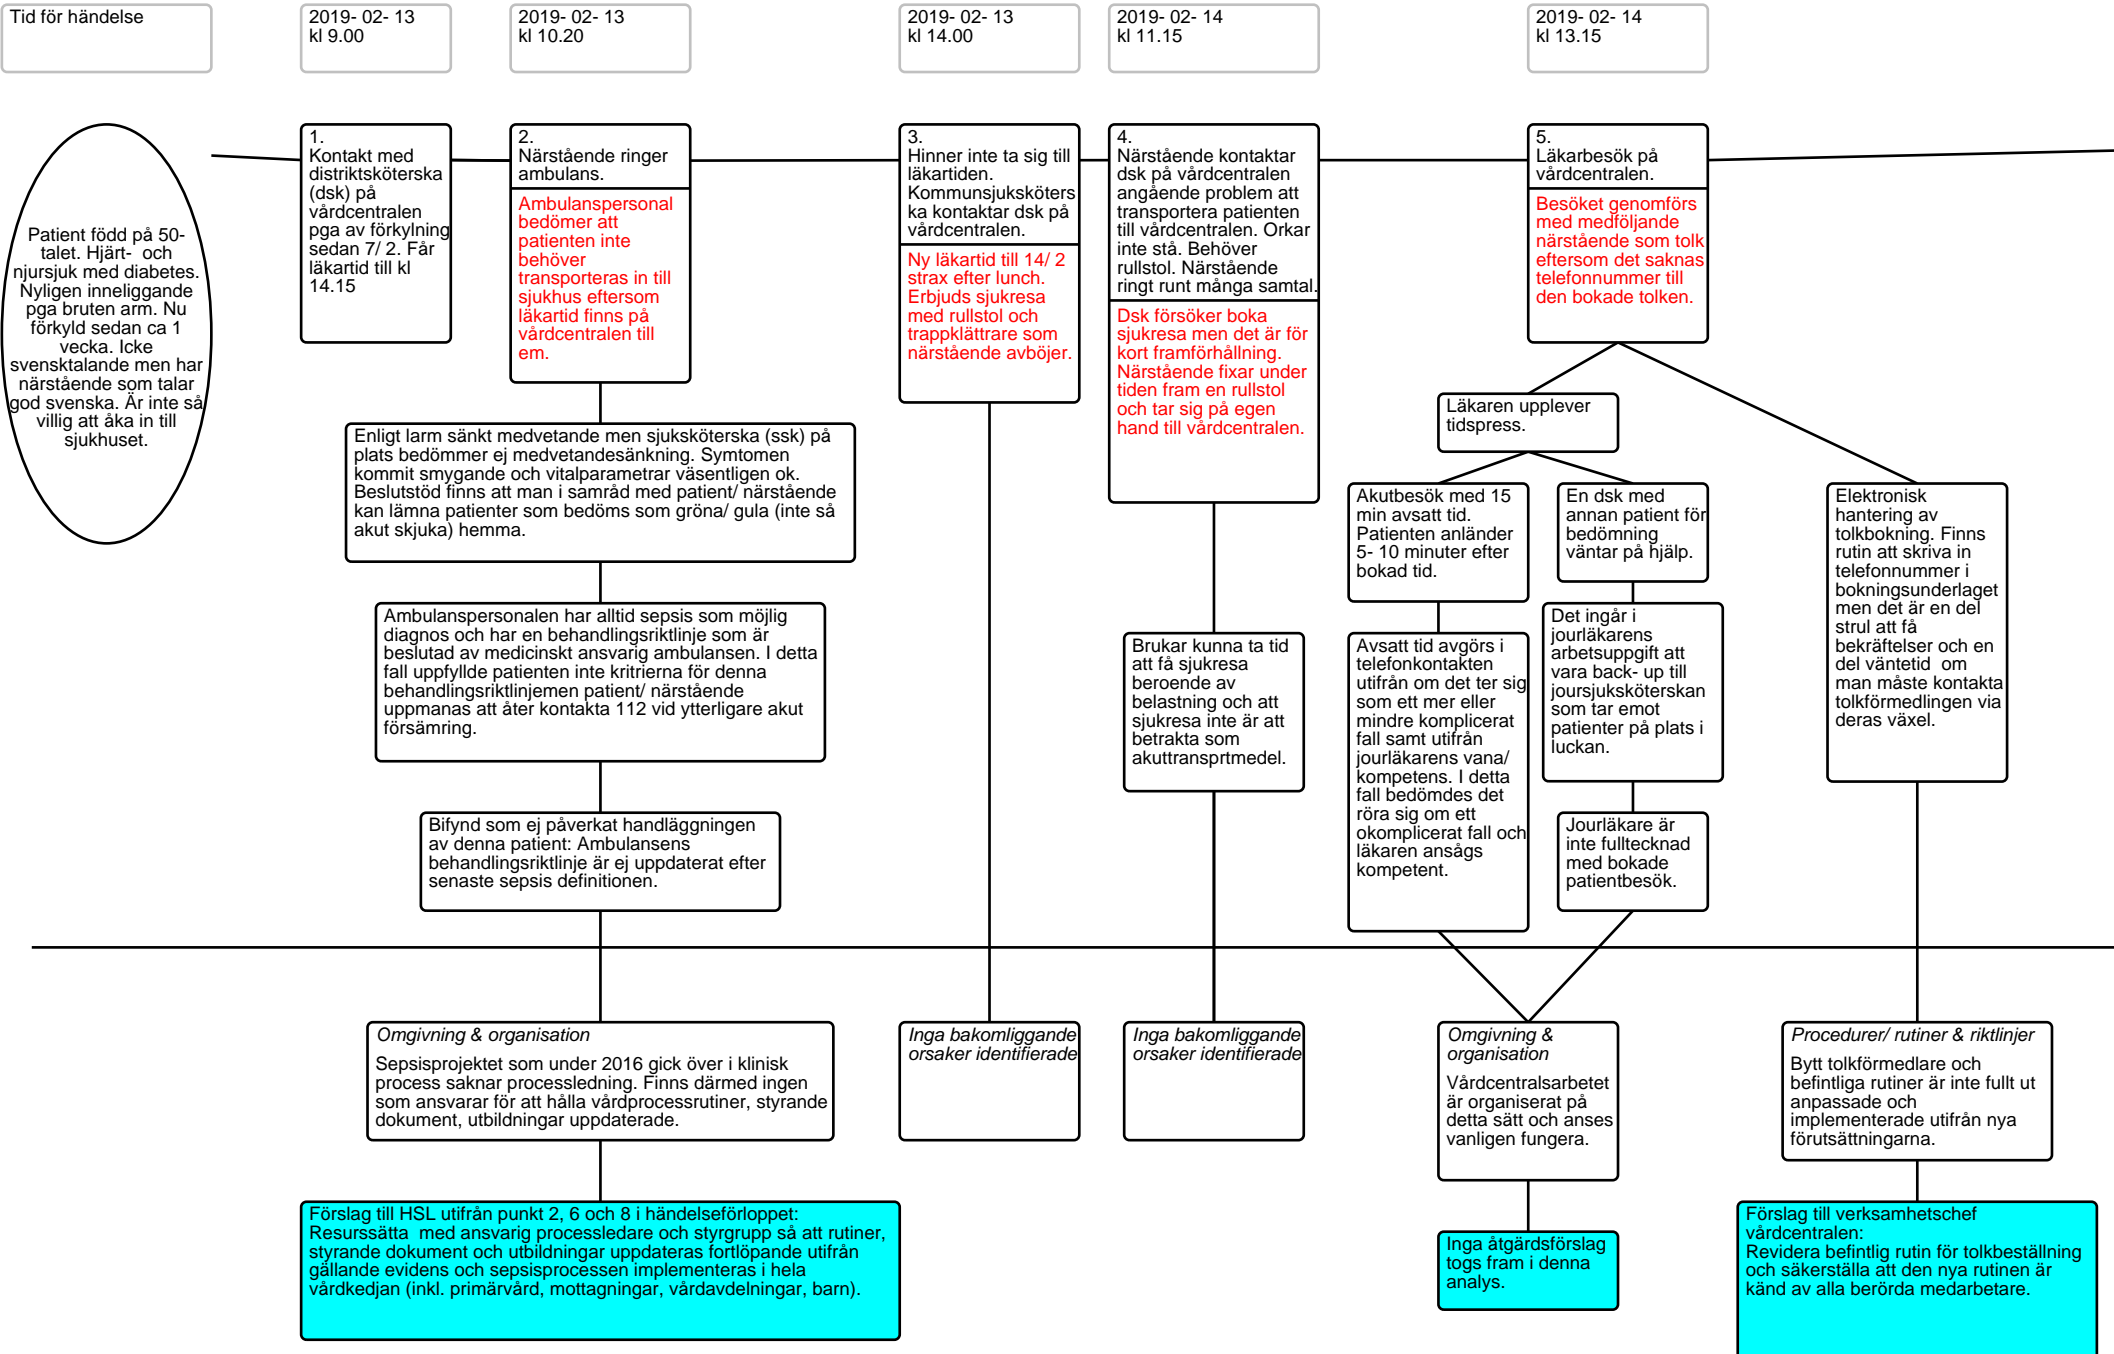 Tid för händelse
2019- 02- 13
kl 9.00
2019- 02- 13
kl 10.20
2019- 02- 13
kl 14.00
2019- 02- 14
kl 11.15
2019- 02- 14
kl 13.15
Patient född på 50-
talet. Hjärt-  och
njursjuk med diabetes.
Nyligen inneliggande
pga bruten arm. Nu
förkyld sedan ca 1
vecka. Icke
svensktalande men har
närstående som talar
god svenska. Är inte så
villig att åka in till
sjukhuset.
1.
Kontakt med
distriktsköterska
(dsk) på
vårdcentralen
pga av förkylning
sedan 7/ 2. Får
läkartid till kl
14.15
2.
Närstående ringer
ambulans.
Ambulanspersonal
bedömer att
patienten inte
behöver
transporteras in till
sjukhus eftersom
läkartid finns på
vårdcentralen till
em.
3.
Hinner inte ta sig till
läkartiden.
Kommunsjuksköters
ka kontaktar dsk på
vårdcentralen.
Ny läkartid till 14/ 2
strax efter lunch.
Erbjuds sjukresa
med rullstol och
trappklättrare som
närstående avböjer.
4.
Närstående kontaktar
dsk på vårdcentralen
angående problem att
transportera patienten
till vårdcentralen. Orkar
inte stå. Behöver
rullstol. Närstående
ringt runt många samtal.
Dsk försöker boka
sjukresa men det är för
kort framförhållning.
Närstående fixar under
tiden fram en rullstol
och tar sig på egen
hand till vårdcentralen.
5.
Läkarbesök på
vårdcentralen.
Besöket genomförs
med medföljande
närstående som tolk
eftersom det saknas
telefonnummer till
den bokade tolken.
Enligt larm sänkt medvetande men sjuksköterska (ssk) på
plats bedömmer ej medvetandesänkning. Symtomen
kommit smygande och vitalparametrar väsentligen ok.
Beslutstöd finns att man i samråd med patient/ närstående
kan lämna patienter som bedöms som gröna/ gula (inte så
akut skjuka) hemma.
Ambulanspersonalen har alltid sepsis som möjlig
diagnos och har en behandlingsriktlinje som är
beslutad av medicinskt ansvarig ambulansen. I detta
fall uppfyllde patienten inte kritrierna för denna
behandlingsriktlinjemen patient/ närstående
uppmanas att åter kontakta 112 vid ytterligare akut
försämring.
Bifynd som ej påverkat handläggningen
av denna patient: Ambulansens
behandlingsriktlinje är ej uppdaterat efter
senaste sepsis definitionen.
Brukar kunna ta tid
att få sjukresa
beroende av
belastning och att
sjukresa inte är att
betrakta som
akuttransprtmedel.
Läkaren upplever
tidspress.
Akutbesök med 15
min avsatt tid.
Patienten anländer
5- 10 minuter efter
bokad tid.
Avsatt tid avgörs i
telefonkontakten
utifrån om det ter sig
som ett mer eller
mindre komplicerat
fall samt utifrån
jourläkarens vana/
kompetens. I detta
fall bedömdes det
röra sig om ett
okomplicerat fall och
läkaren ansågs
kompetent.
En dsk med
annan patient för
bedömning
väntar på hjälp.
Det ingår i
jourläkarens
arbetsuppgift att
vara back- up till
joursjuksköterskan
som tar emot
patienter på plats i
luckan.
Jourläkare är
inte fulltecknad
med bokade
patientbesök.
Elektronisk
hantering av
tolkbokning. Finns
rutin att skriva in
telefonnummer i
bokningsunderlaget
men det är en del
strul att få
bekräftelser och en
del väntetid  om
man måste kontakta
tolkförmedlingen via
deras växel.
Omgivning & organisation
Sepsisprojektet som under 2016 gick över i klinisk
process saknar processledning. Finns därmed ingen
som ansvarar för att hålla vårdprocessrutiner, styrande
dokument, utbildningar uppdaterade.
Inga bakomliggande
orsaker identifierade
Inga bakomliggande
orsaker identifierade
Omgivning &
organisation
Vårdcentralsarbetet
är organiserat på
detta sätt och anses
vanligen fungera.
Procedurer/ rutiner & riktlinjer
Bytt tolkförmedlare och
befintliga rutiner är inte fullt ut
anpassade och
implementerade utifrån nya
förutsättningarna.
Förslag till HSL utifrån punkt 2, 6 och 8 i händelseförloppet:
Resurssätta  med ansvarig processledare och styrgrupp så att rutiner,
styrande dokument och utbildningar uppdateras fortlöpande utifrån
gällande evidens och sepsisprocessen implementeras i hela
vårdkedjan (inkl. primärvård, mottagningar, vårdavdelningar, barn).
Inga åtgärdsförslag
togs fram i denna
analys.
Förslag till verksamhetschef
vårdcentralen:
Revidera befintlig rutin för tolkbeställning
och säkerställa att den nya rutinen är
känd av alla berörda medarbetare.